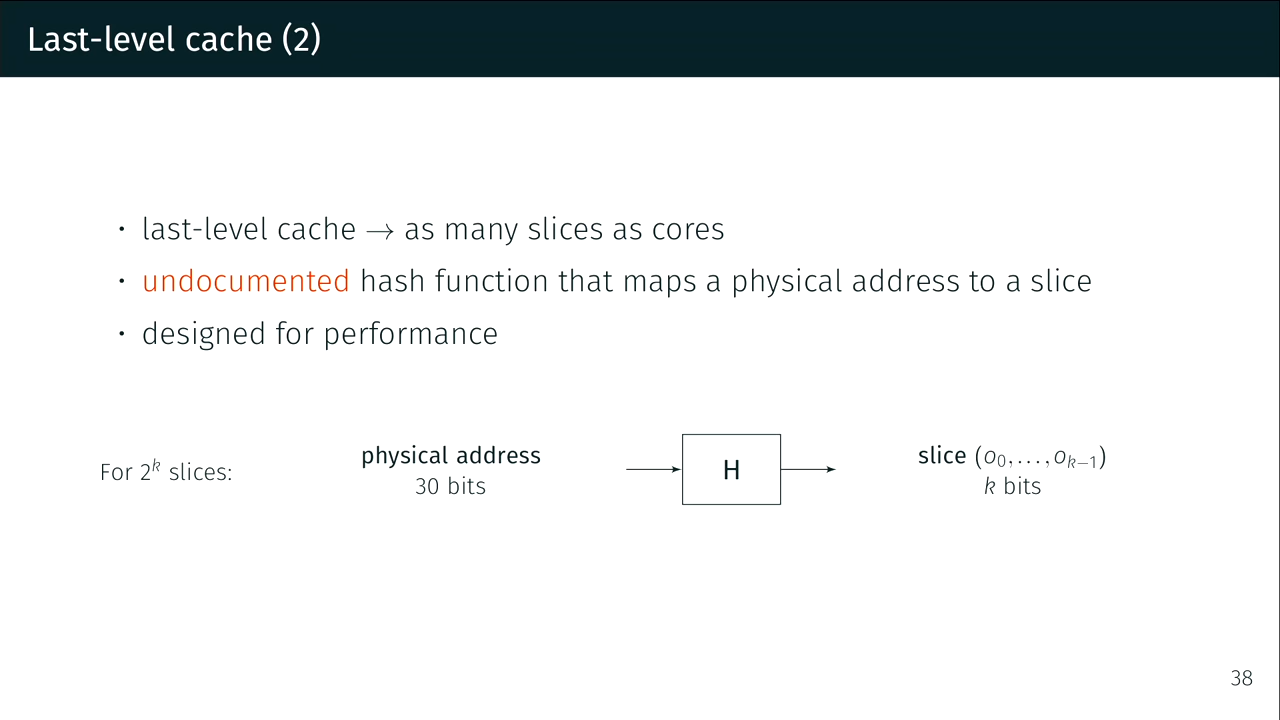 Last-level cache (2)
· last-level cache → as many slices as cores
· undocumented hash function that maps a physical address to a slice
· designed for performance
For 2^k slices:
physical address
30 bits
H
slice (o_0, …, o_{k−1})
k bits
38